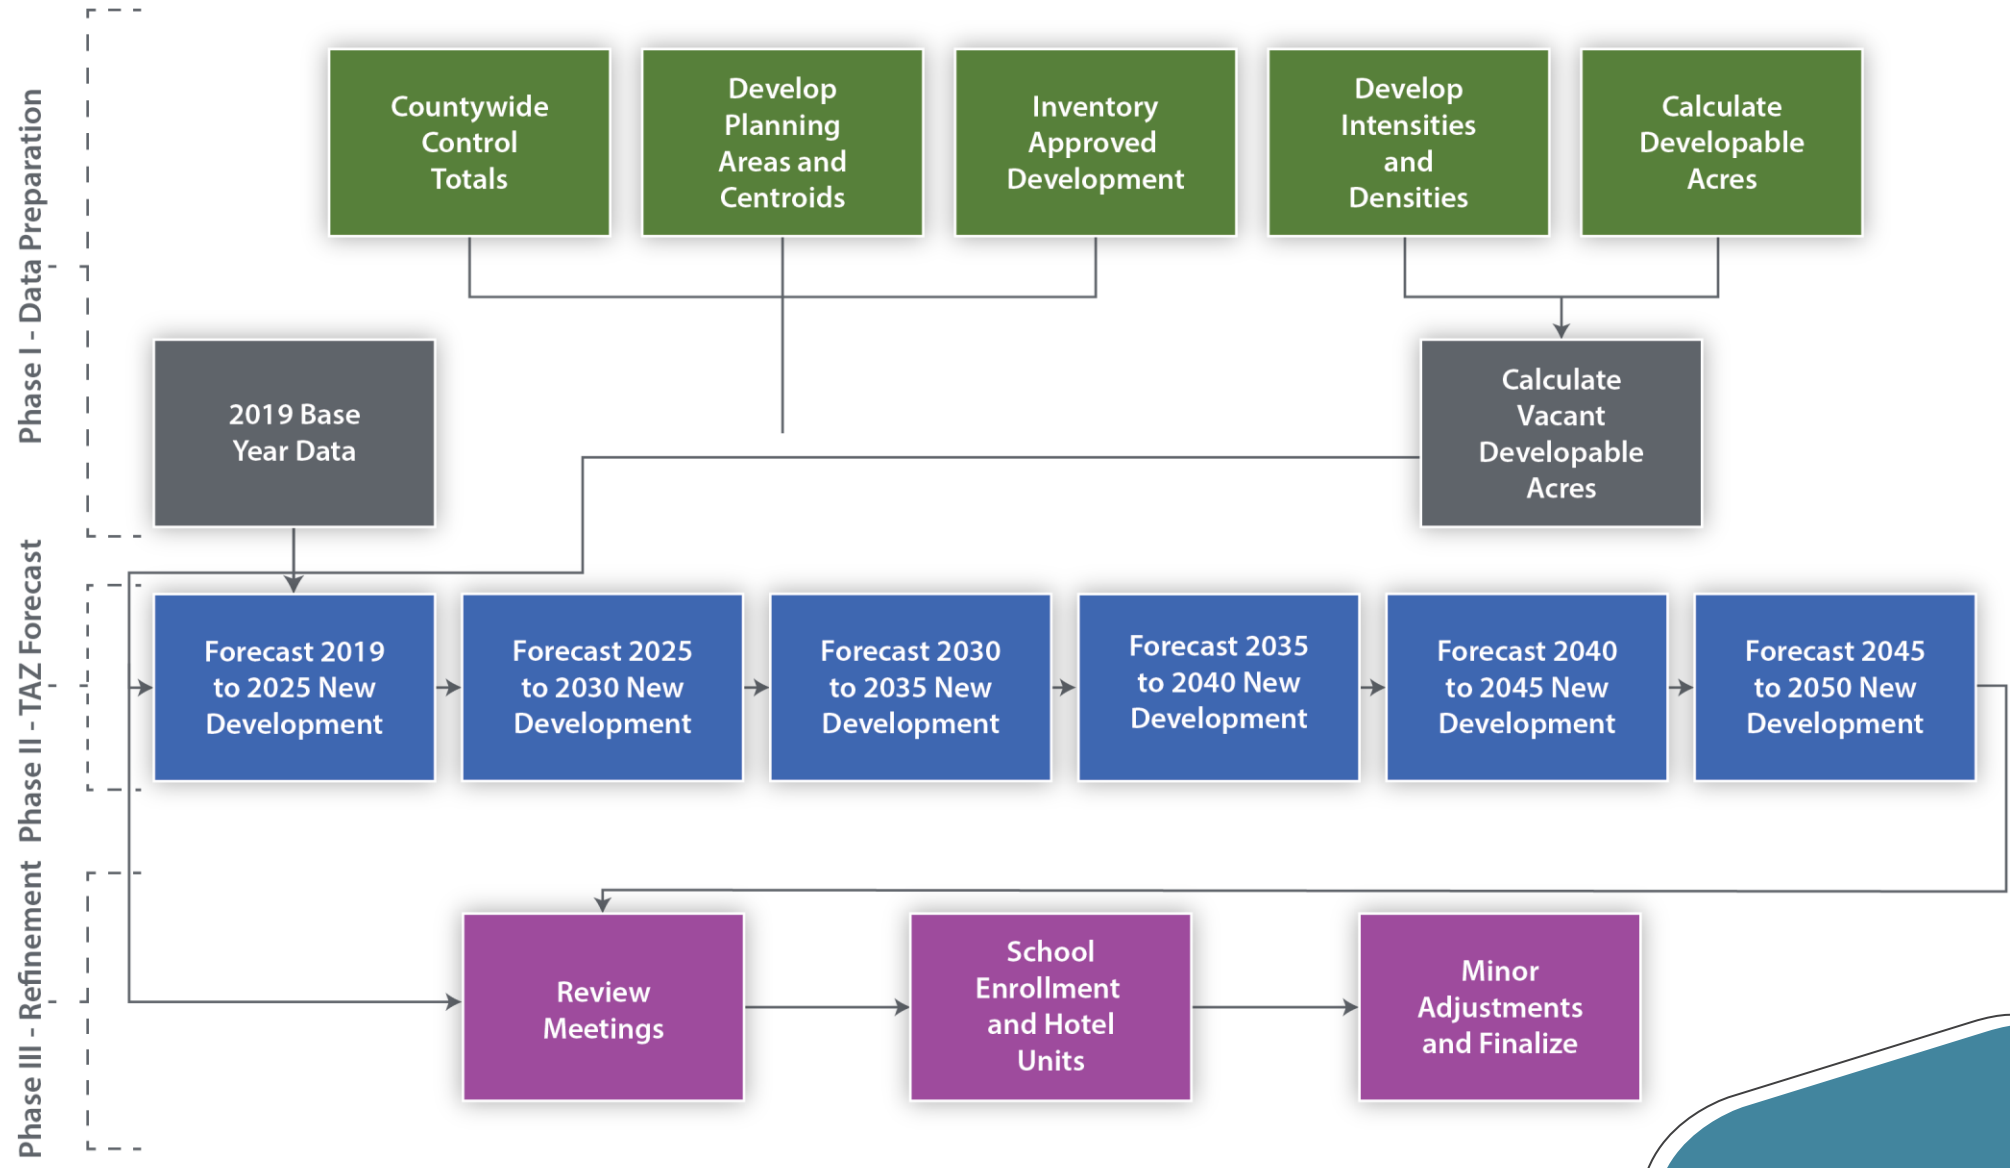 Phase I - Data Preparation
Countywide
Control
Totals
Develop
Planning
Areas and
Centroids
Inventory
Approved
Development
Develop
Intensities
and
Densities
Calculate
Developable
Acres
2019 Base
Year Data
Calculate
Vacant
Developable
Acres
Phase II - TAZ Forecast
Forecast 2019
to 2025 New
Development
Forecast 2025
to 2030 New
Development
Forecast 2030
to 2035 New
Development
Forecast 2035
to 2040 New
Development
Forecast 2040
to 2045 New
Development
Forecast 2045
to 2050 New
Development
Phase III - Refinement
Review
Meetings
School
Enrollment
and Hotel
Units
Minor
Adjustments
and Finalize